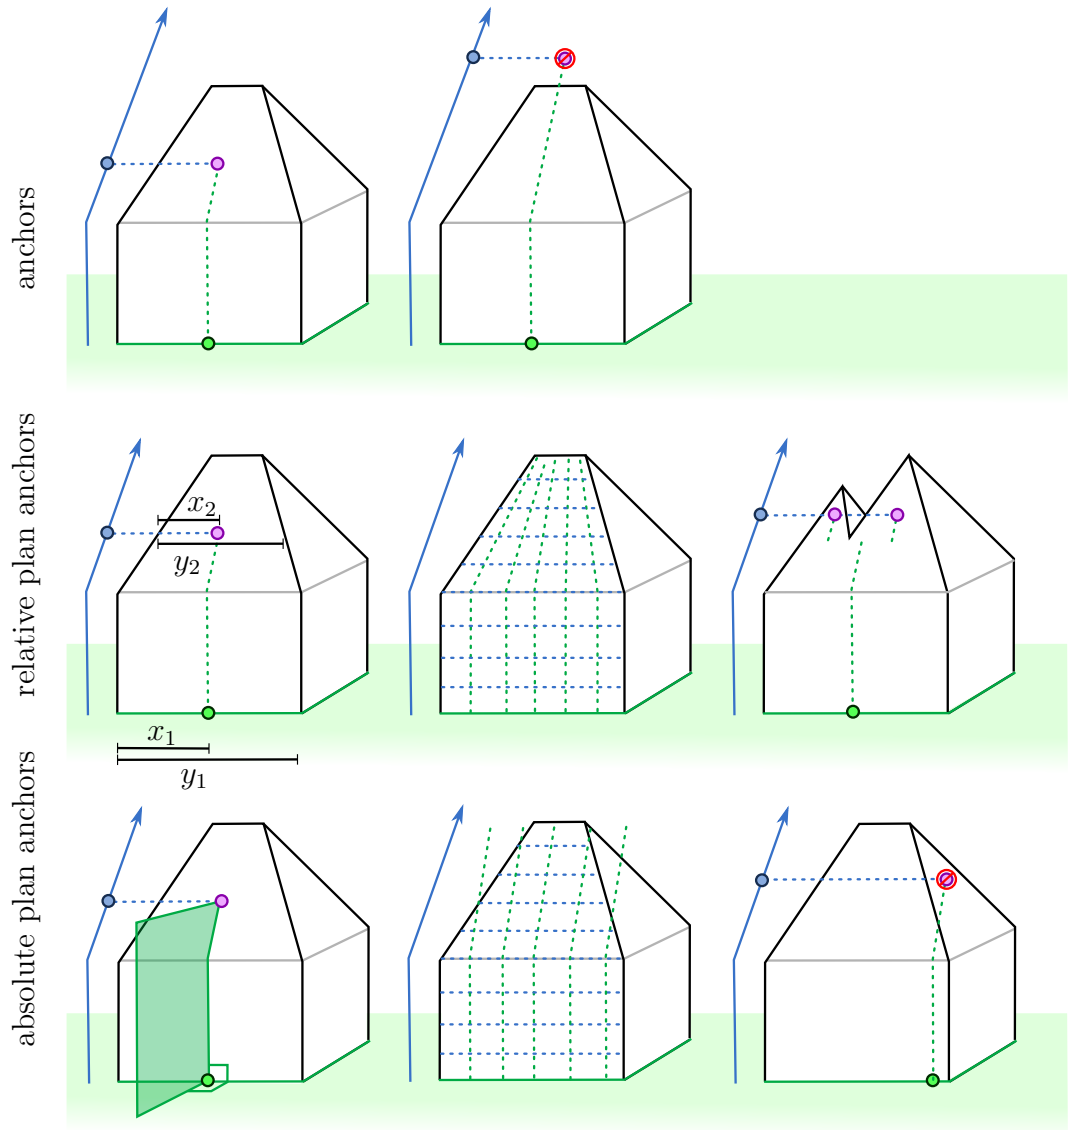 anchors
relative plan anchors
x₂
y₂
x₁
y₁
absolute plan anchors